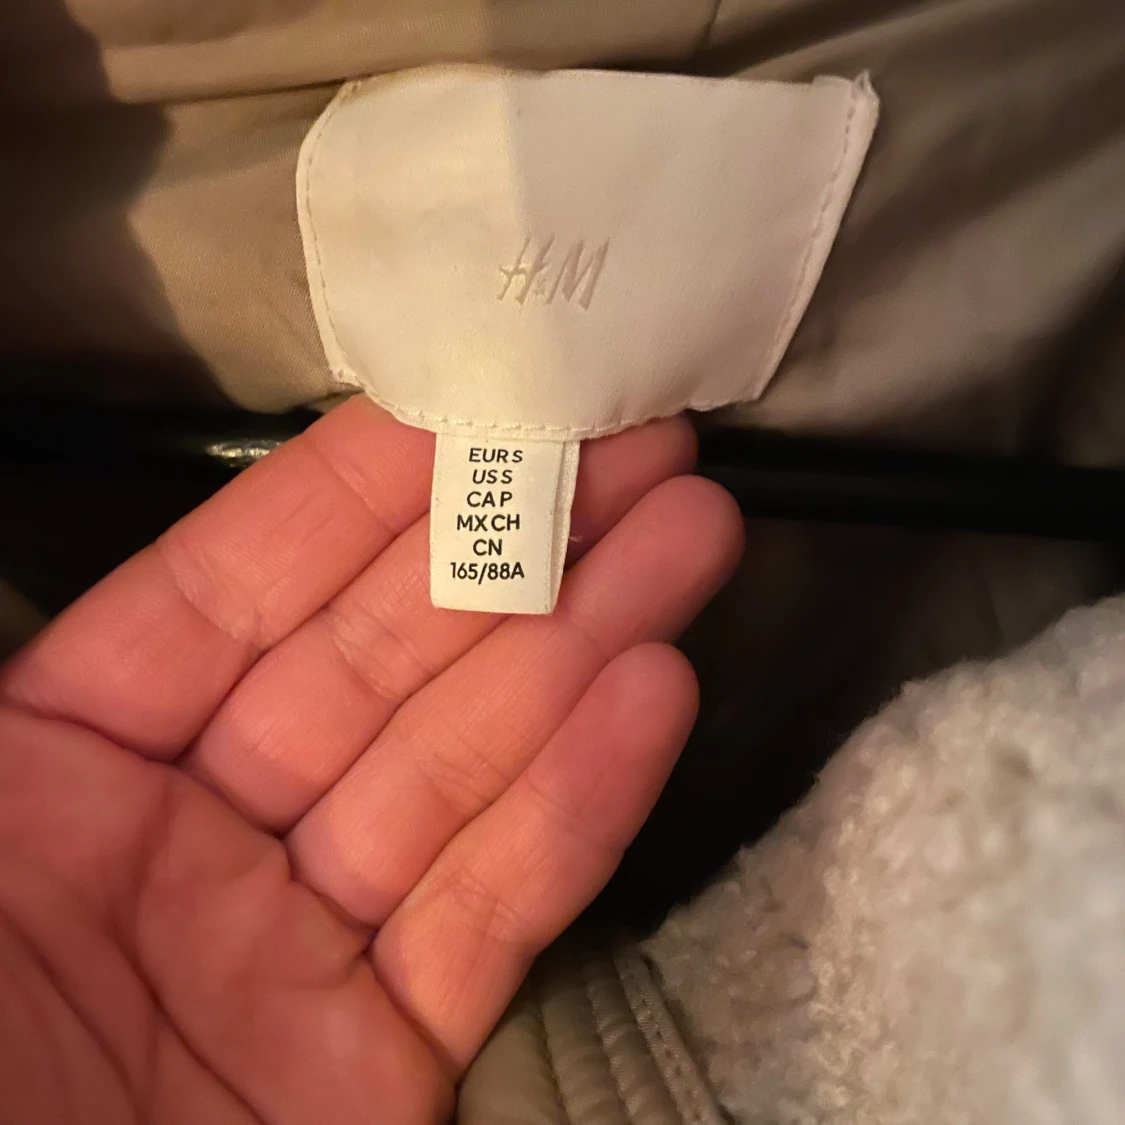 H&M
EUR S
US S
CA P
MX CH
CN
165/88A